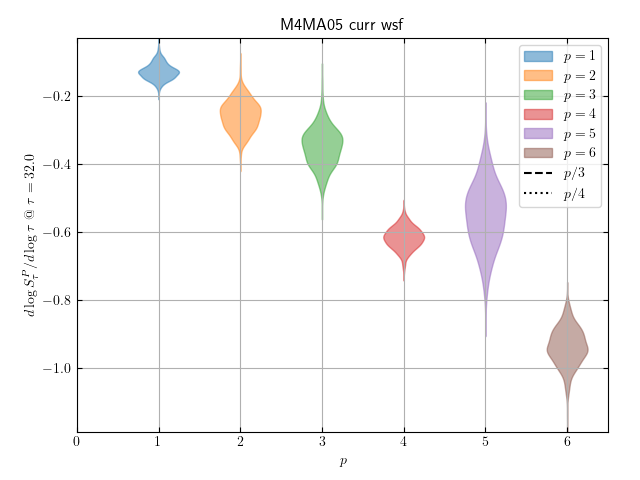 M4MA05 curr wsf
d log S_τ^P / d log τ @ τ = 32.0
−0.2
−0.4
−0.6
−0.8
−1.0
0 1 2 3 4 5 6
p
p = 1
p = 2
p = 3
p = 4
p = 5
p = 6
p/3
p/4